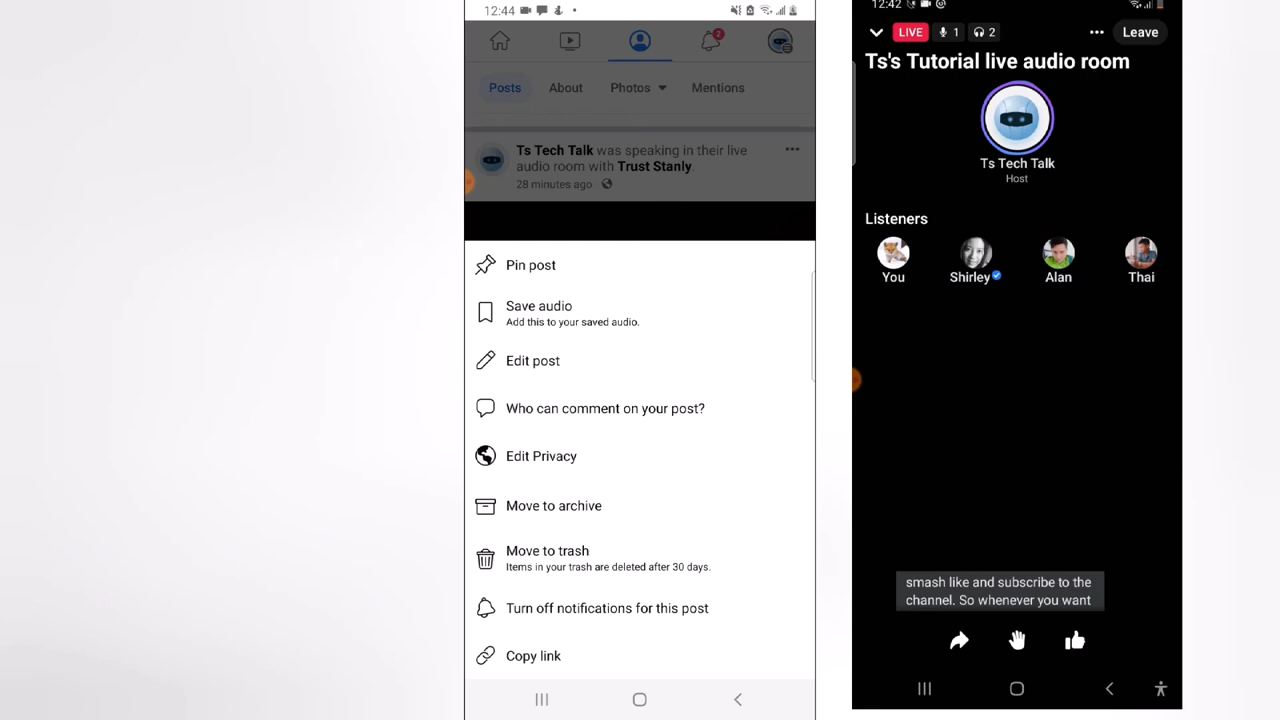 12:44
2
Posts
About
Photos
Mentions
Ts Tech Talk was speaking in their live
audio room with Trust Stanly.
28 minutes ago
Pin post
Save audio
Add this to your saved audio.
Edit post
Who can comment on your post?
Edit Privacy
Move to archive
Move to trash
Items in your trash are deleted after 30 days.
Turn off notifications for this post
Copy link
12:42
LIVE
1
2
Leave
Ts's Tutorial live audio room
Ts Tech Talk
Host
Listeners
You
Shirley
Alan
Thai
smash like and subscribe to the
channel. So whenever you want